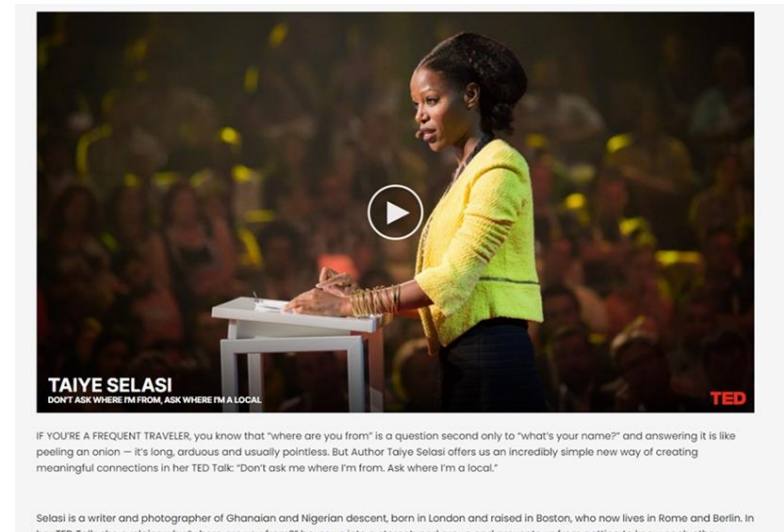 TAIYE SELASI
DON'T ASK WHERE I'M FROM, ASK WHERE I'M A LOCAL
TED
IF YOU'RE A FREQUENT TRAVELER, you know that “where are you from” is a question second only to “what's your name?” and answering it is like
peeling an onion — it's long, arduous and usually pointless. But Author Taiye Selasi offers us an incredibly simple new way of creating
meaningful connections in her TED Talk: “Don't ask me where I'm from. Ask where I'm a local.”
Selasi is a writer and photographer of Ghanaian and Nigerian descent, born in London and raised in Boston, who now lives in Rome and Berlin. In